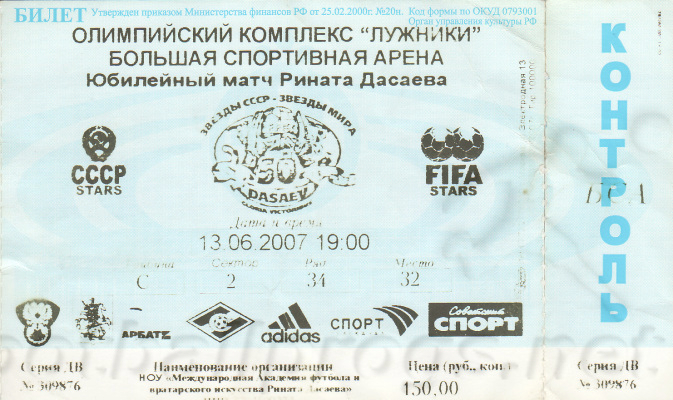 БИЛЕТ Утвержден приказом Министерства финансов РФ от 25.02.2000г. №20н. Код формы по ОКУД 0793001
Орган управления культуры РФ
ОЛИМПИЙСКИЙ КОМПЛЕКС "ЛУЖНИКИ"
БОЛЬШАЯ СПОРТИВНАЯ АРЕНА
Юбилейный матч Рината Дасаева
ЗВЕЗДЫ СССР - ЗВЕЗДЫ МИРА
50
DASAEV
СССР
STARS
FIFA
STARS
Дата и время
13.06.2007 19:00
Сектор Ряд Место
C 2 34 32
АРБАТЪ
adidas
СПОРТ
Советский
СПОРТ
Серия ДВ
№ 309876
Наименование организации
НОУ «Международная Академия футбола и
вратарского искусства Рината Дасаева»
Цена (руб., коп.)
150,00
Электродная 13
КОНТРОЛЬ
БСА
Серия ДВ
№ 309876